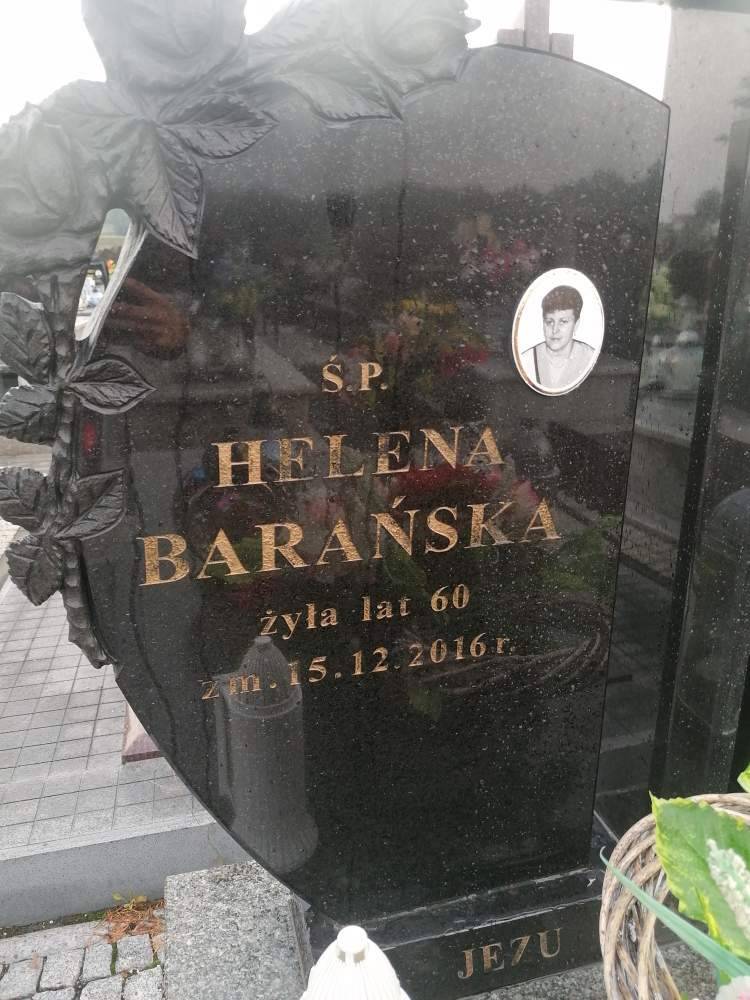 Ś.P.
HELENA
BARAŃSKA
żyła lat 60
zm. 15.12.2016 r.
JEZU